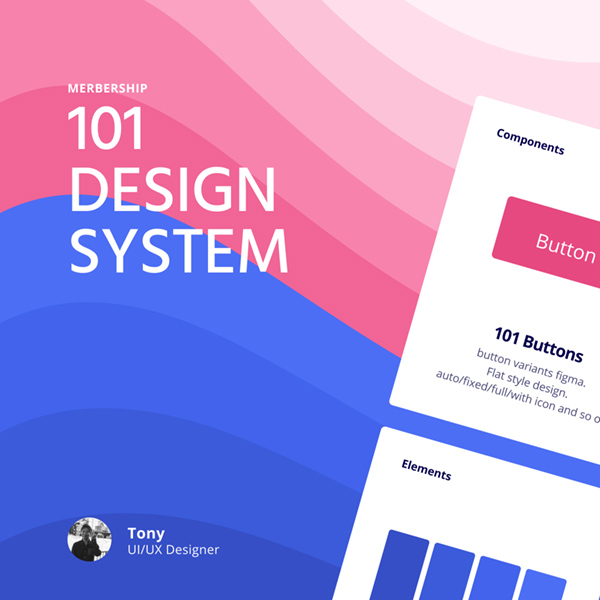 MERBERSHIP
101
DESIGN
SYSTEM
Components
Button
101 Buttons
button variants figma.
Flat style design.
auto/fixed/full/with icon and so o
Elements
Tony
UI/UX Designer